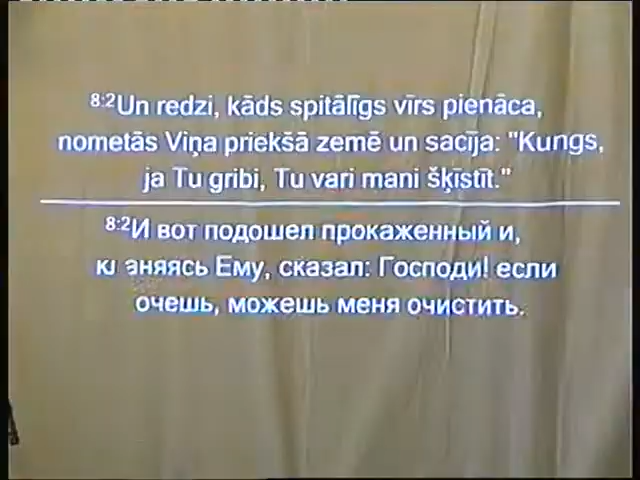 8:2Un redzi, kāds spitālīgs vīrs pienāca,
nometās Viņa priekšā zemē un sacīja: "Kungs,
ja Tu gribi, Tu vari mani šķīstīt."
8:2И вот подошел прокаженный и,
кланяясь Ему, сказал: Господи! если
очешь, можешь меня очистить.